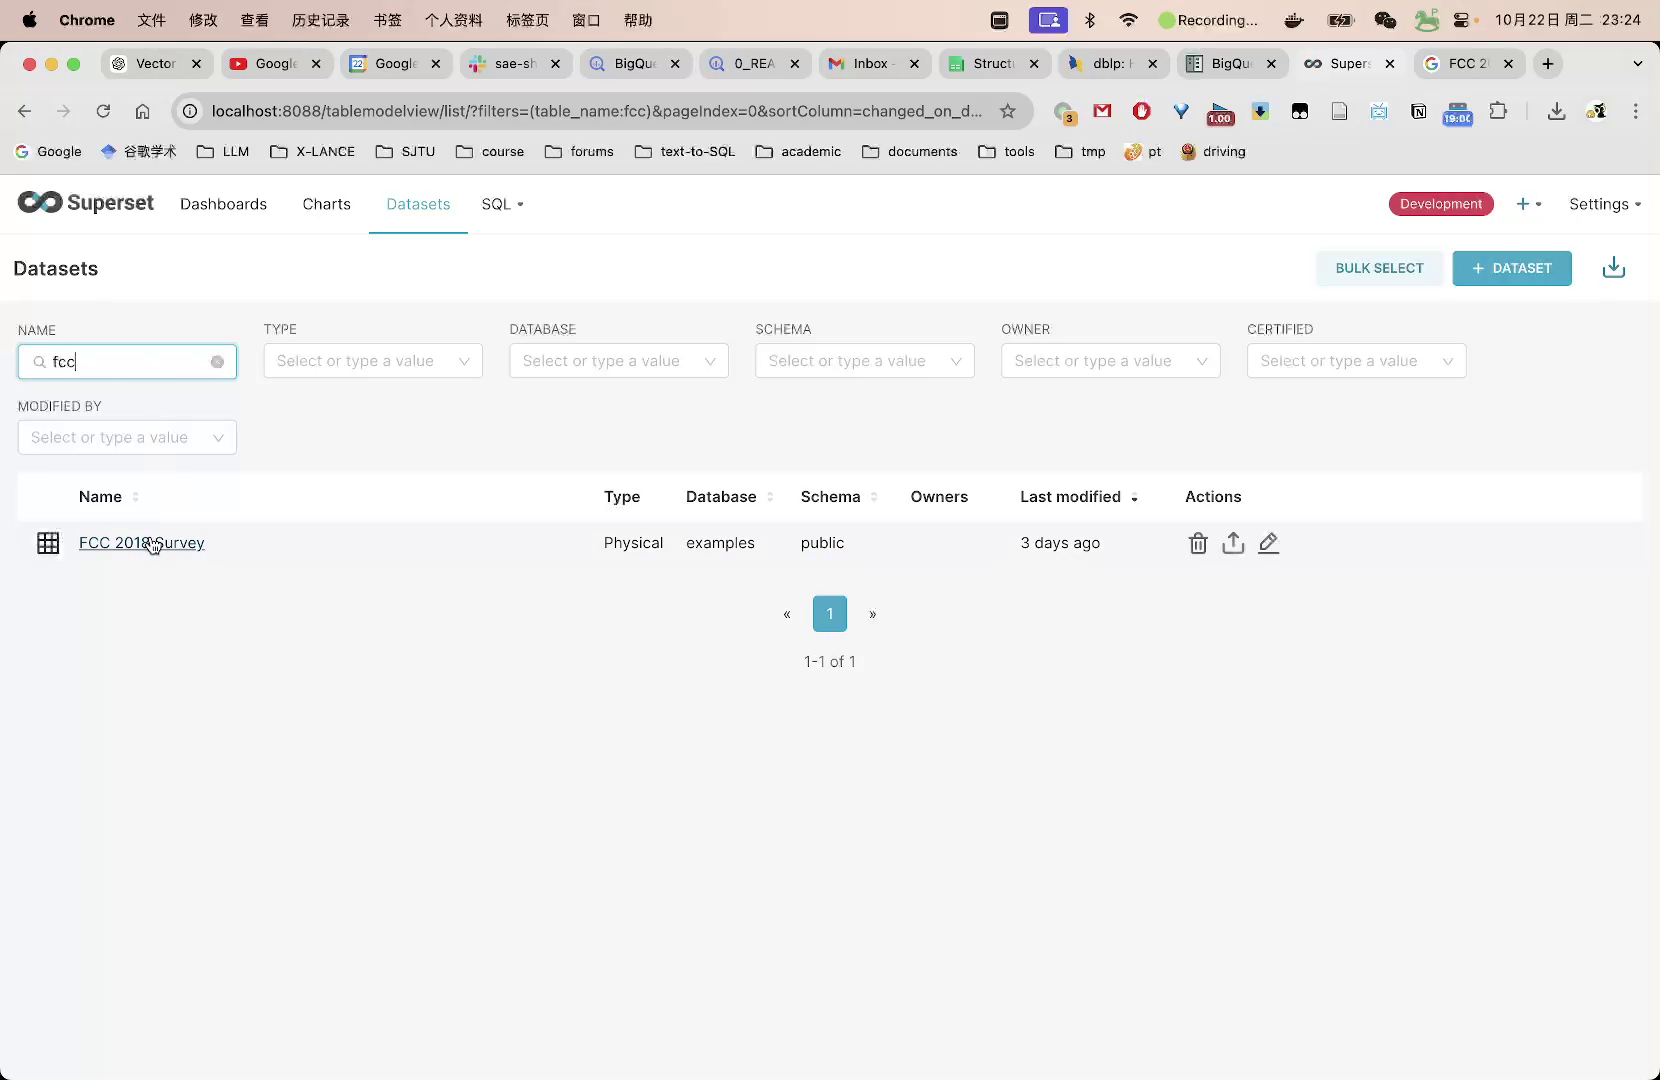 Chrome 文件 修改 查看 历史记录 书签 个人资料 标签页 窗口 帮助 Recording... 10月22日 周二 23:24
Vector Google Google sae-sh BigQue 0_REA Inbox - Structu dblp: H BigQue Supers FCC 2
localhost:8088/tablemodelview/list/?filters=(table_name:fcc)&pageIndex=0&sortColumn=changed_on_d... 3 1.00 19:00
Google 谷歌学术 LLM X-LANCE SJTU course forums text-to-SQL academic documents tools tmp pt driving
Superset Dashboards Charts Datasets SQL Development + Settings
Datasets BULK SELECT + DATASET
NAME TYPE DATABASE SCHEMA OWNER CERTIFIED
fcc Select or type a value Select or type a value Select or type a value Select or type a value Select or type a value
MODIFIED BY
Select or type a value
Name Type Database Schema Owners Last modified Actions
FCC 2018 Survey Physical examples public 3 days ago
« 1 »
1-1 of 1